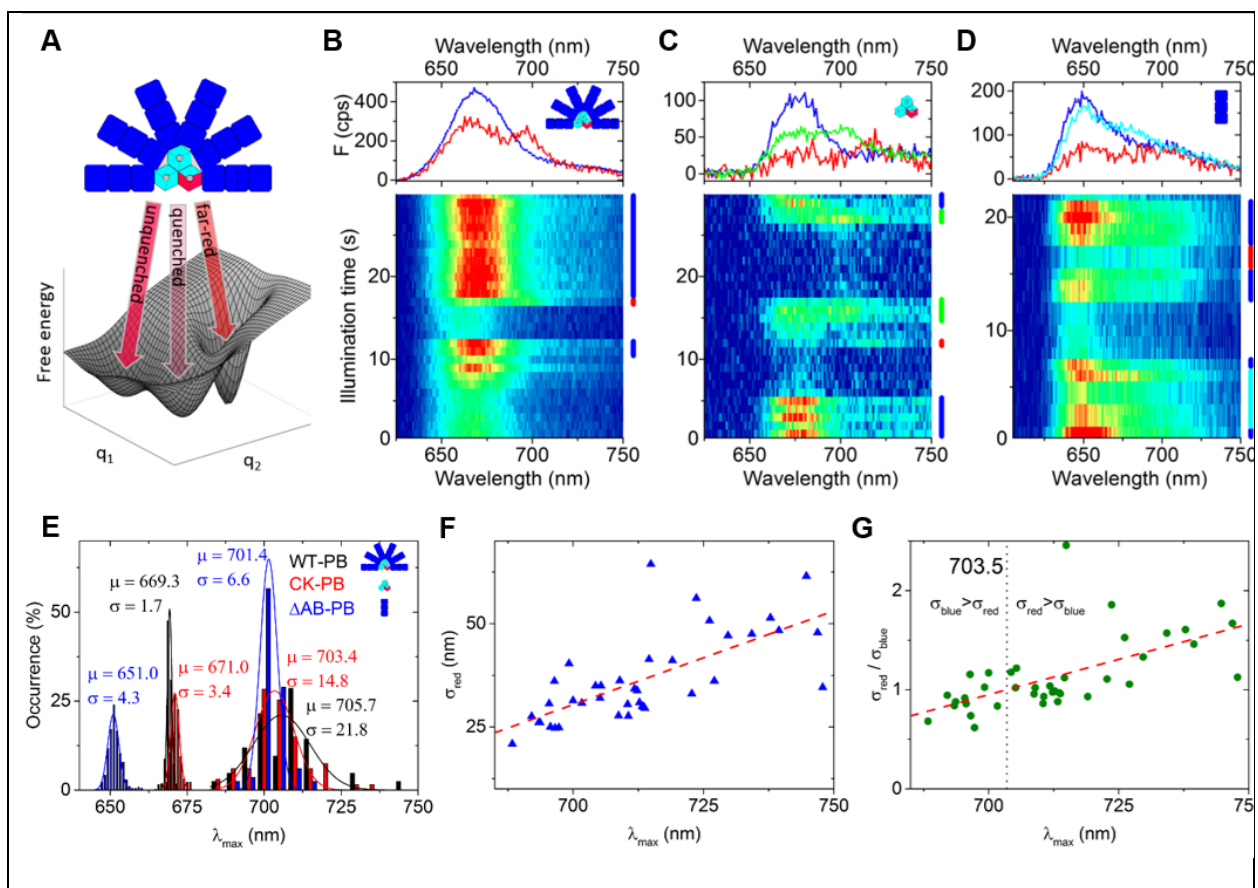 A
unquenched
quenched
far-red
Free energy
q₁
q₂
B
Wavelength (nm)
650 700 750
F (cps)
400
200
0
Illumination time (s)
20
10
0
650 700 750
Wavelength (nm)
C
Wavelength (nm)
650 700 750
100
50
0
20
10
0
650 700 750
Wavelength (nm)
D
Wavelength (nm)
650 700 750
200
100
0
20
10
0
650 700 750
Wavelength (nm)
E
Occurrence (%)
50
25
0
μ = 651.0
σ = 4.3
μ = 669.3
σ = 1.7
μ = 671.0
σ = 3.4
μ = 701.4
σ = 6.6
μ = 703.4
σ = 14.8
μ = 705.7
σ = 21.8
WT-PB
CK-PB
ΔAB-PB
650 675 700 725 750
λmax (nm)
F
σred (nm)
50
25
700 725 750
λmax (nm)
G
σred / σblue
2
1
0
703.5
σblue>σred
σred>σblue
700 725 75
λmax (nm)